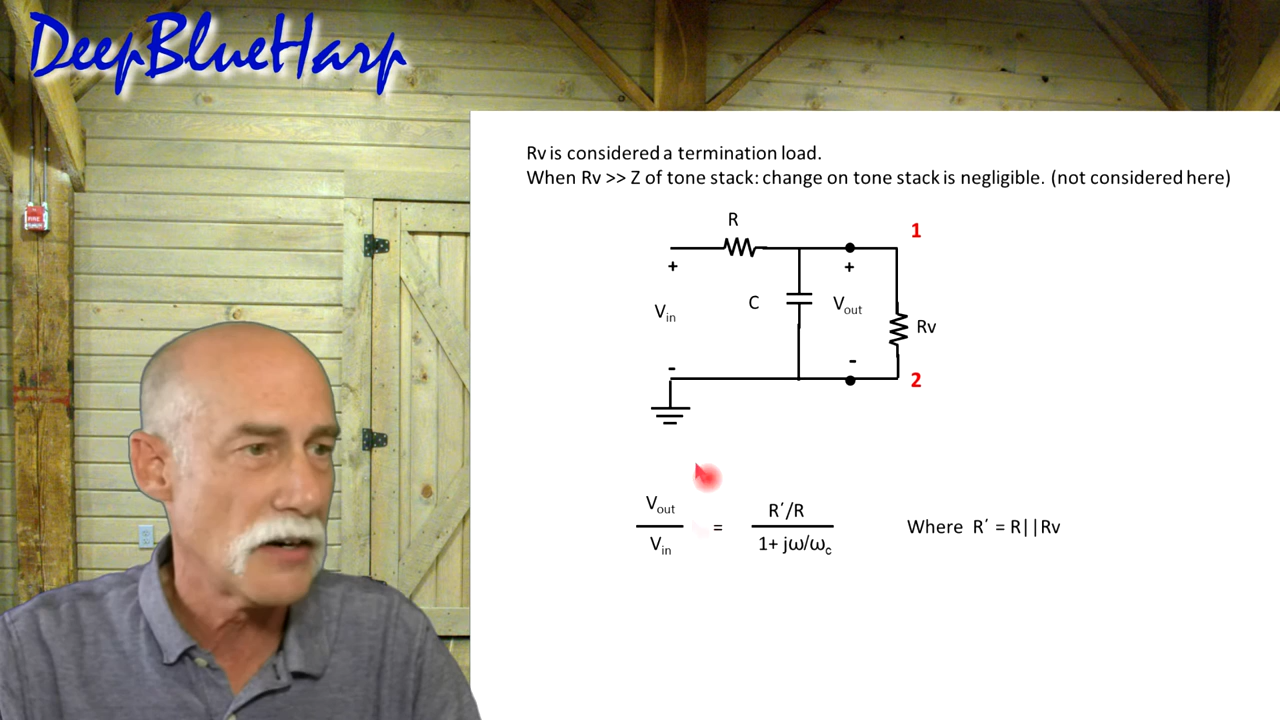 DeepBlueHarp
Rv is considered a termination load.
When Rv >> Z of tone stack: change on tone stack is negligible. (not considered here)
R
1
+
+
Vin
C
Vout
Rv
-
-
2
FIRE
Vout
Vin
=
R´/R
1+ jω/ωc
Where R´ = R||Rv